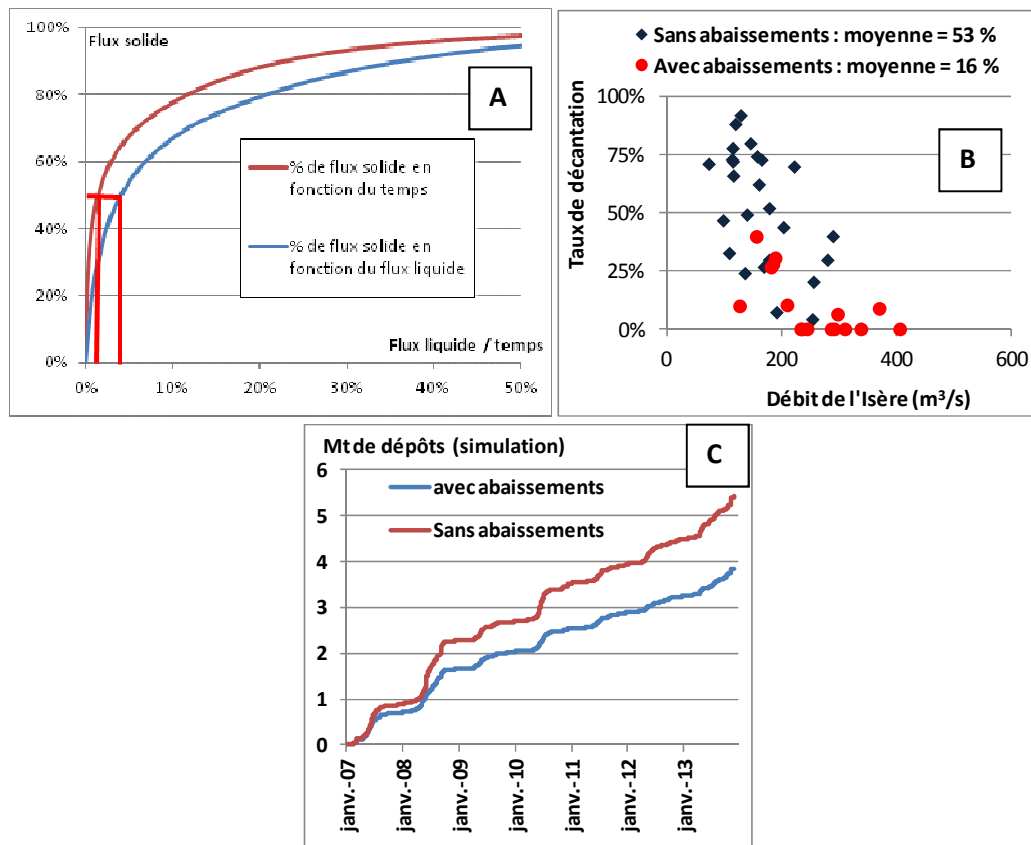 100%
80%
60%
40%
20%
0%
Flux solide
A
% de flux solide en
fonction du temps
% de flux solide en
fonction du flux liquide
Flux liquide / temps
0%
10%
20%
30%
40%
50%
Sans abaissements : moyenne = 53 %
Avec abaissements : moyenne = 16 %
B
Taux de décantation
100%
75%
50%
25%
0%
0
200
400
600
Débit de l'Isère (m³/s)
Mt de dépôts (simulation)
C
avec abaissements
Sans abaissements
6
5
4
3
2
1
0
janv.-07
janv.-08
janv.-09
janv.-10
janv.-11
janv.-12
janv.-13